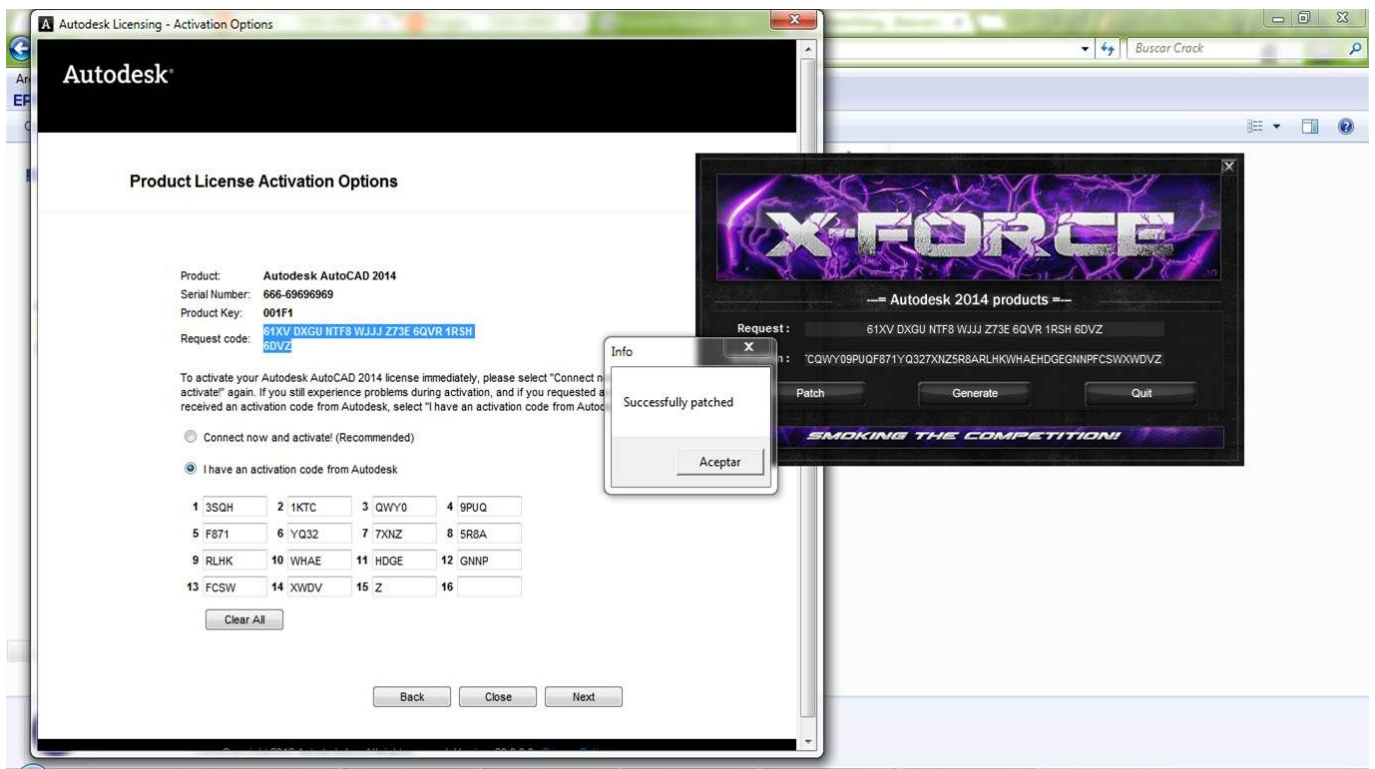 Autodesk Licensing - Activation Options
Buscar Crack
Autodesk
Product License Activation Options
Product: Autodesk AutoCAD 2014
Serial Number: 666-69696969
Product Key: 001F1
Request code: 61XV DXGU NTF8 WJJJ Z73E 6QVR 1RSH
6DVZ
To activate your Autodesk AutoCAD 2014 license immediately, please select "Connect
activate!" again. If you still experience problems during activation, and if you requested a
received an activation code from Autodesk, select "I have an activation code from
Connect now and activate! (Recommended)
I have an activation code from Autodesk
1 3SQH 2 1KTC 3 QWY0 4 9PUQ
5 F871 6 YQ32 7 7XNZ 8 5R8A
9 RLHK 10 WHAE 11 HDGE 12 GNNP
13 FCSW 14 XWDV 15 Z 16
Clear All
Back Close Next
X-FORCE
---= Autodesk 2014 products =---
Request: 61XV DXGU NTF8 WJJJ Z73E 6QVR 1RSH 6DVZ
CQWY09PUQF871YQ327XNZ5R8ARLHKWHAEHDGEGNNPFCSWXWDVZ
Patch Generate Quit
SMOKING THE COMPETITION!
Info
Successfully patched
Aceptar